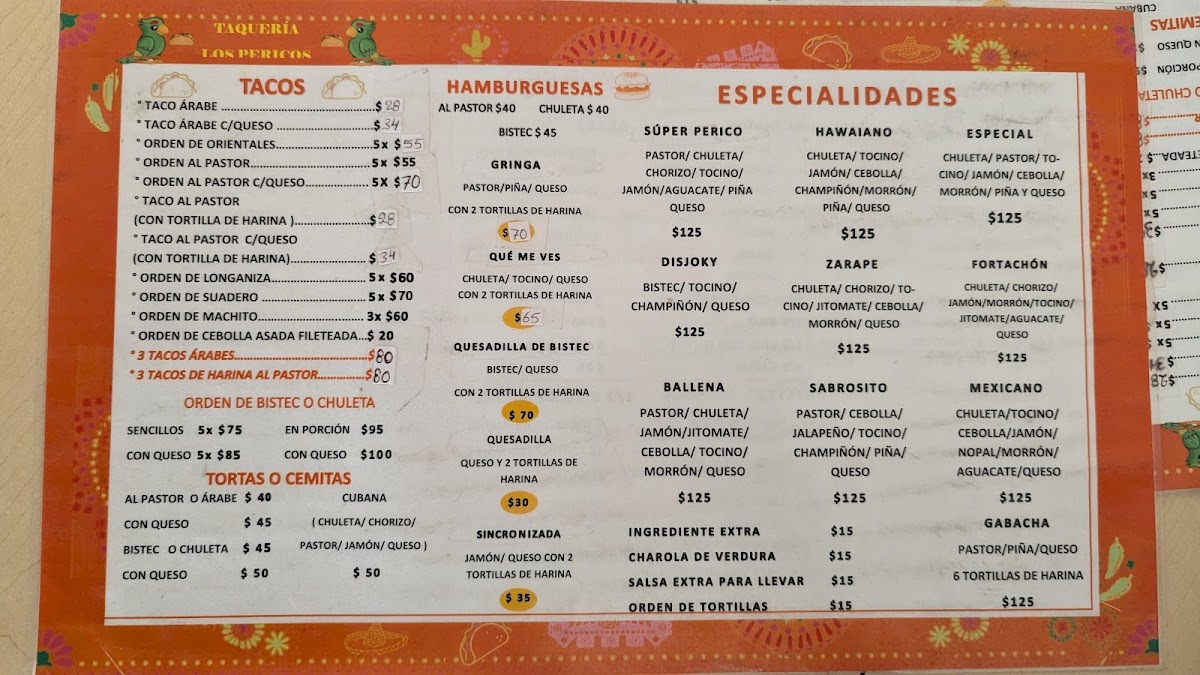 TAQUERÍA
LOS PERICOS
TACOS
° TACO ÁRABE ........ $ 28
° TACO ÁRABE C/QUESO ........ $ 34
° ORDEN DE ORIENTALES........5x $55
° ORDEN AL PASTOR........5x $55
° ORDEN AL PASTOR C/QUESO........ 5X $70
° TACO AL PASTOR
(CON TORTILLA DE HARINA )........$28
° TACO AL PASTOR C/QUESO
(CON TORTILLA DE HARINA)........ $ 34
° ORDEN DE LONGANIZA........5x $60
° ORDEN DE SUADERO ........5x $70
° ORDEN DE MACHITO........ 3x $60
° ORDEN DE CEBOLLA ASADA FILETEADA...$ 20
° 3 TACOS ÁRABES........$80
° 3 TACOS DE HARINA AL PASTOR........$80
ORDEN DE BISTEC O CHULETA
SENCILLOS 5x $75 EN PORCIÓN $95
CON QUESO 5x $85 CON QUESO $100
TORTAS O CEMITAS
AL PASTOR O ÁRABE $ 40
CON QUESO $ 45
BISTEC O CHULETA $ 45
CON QUESO $ 50
CUBANA
( CHULETA/ CHORIZO/
PASTOR/ JAMÓN/ QUESO )
$ 50
HAMBURGUESAS
AL PASTOR $40 CHULETA $ 40
BISTEC $ 45
GRINGA
PASTOR/PIÑA/ QUESO
CON 2 TORTILLAS DE HARINA
$70
QUÉ ME VES
CHULETA/ TOCINO/ QUESO
CON 2 TORTILLAS DE HARINA
$65
QUESADILLA DE BISTEC
BISTEC/ QUESO
CON 2 TORTILLAS DE HARINA
$ 70
QUESADILLA
QUESO Y 2 TORTILLAS DE
HARINA
$30
SINCRONIZADA
JAMÓN/ QUESO CON 2
TORTILLAS DE HARINA
$ 35
ESPECIALIDADES
SÚPER PERICO
PASTOR/ CHULETA/
CHORIZO/ TOCINO/
JAMÓN/AGUACATE/ PIÑA
QUESO
$125
HAWAIANO
CHULETA/ TOCINO/
JAMÓN/ CEBOLLA/
CHAMPIÑÓN/MORRÓN/
PIÑA/ QUESO
$125
ESPECIAL
CHULETA/ PASTOR/ TO-
CINO/ JAMÓN/ CEBOLLA/
MORRÓN/ PIÑA Y QUESO
$125
DISJOKY
BISTEC/ TOCINO/
CHAMPIÑÓN/ QUESO
$125
ZARAPE
CHULETA/ CHORIZO/ TO-
CINO/ JITOMATE/ CEBOLLA/
MORRÓN/ QUESO
$125
FORTACHÓN
CHULETA/ CHORIZO/
JAMÓN/MORRÓN/TOCINO/
JITOMATE/AGUACATE/
QUESO
$125
BALLENA
PASTOR/ CHULETA/
JAMÓN/JITOMATE/
CEBOLLA/ TOCINO/
MORRÓN/ QUESO
$125
SABROSITO
PASTOR/ CEBOLLA/
JALAPEÑO/ TOCINO/
CHAMPIÑÓN/ PIÑA/
QUESO
$125
MEXICANO
CHULETA/TOCINO/
CEBOLLA/JAMÓN/
NOPAL/MORRÓN/
AGUACATE/QUESO
$125
INGREDIENTE EXTRA $15
CHAROLA DE VERDURA $15
SALSA EXTRA PARA LLEVAR $15
ORDEN DE TORTILLAS $15
GABACHA
PASTOR/PIÑA/QUESO
6 TORTILLAS DE HARINA
$125
CUBANA
EMITAS
QUESO
PORCIÓN
O CHULETA
ETEADA
3x
5x
5x
5x
5x
5x
$34
$28